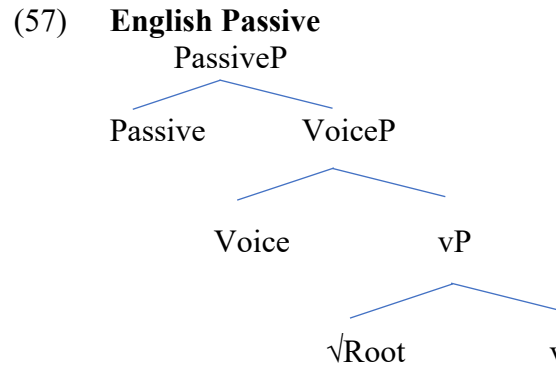 (57) English Passive
PassiveP
Passive VoiceP
Voice vP
√Root v